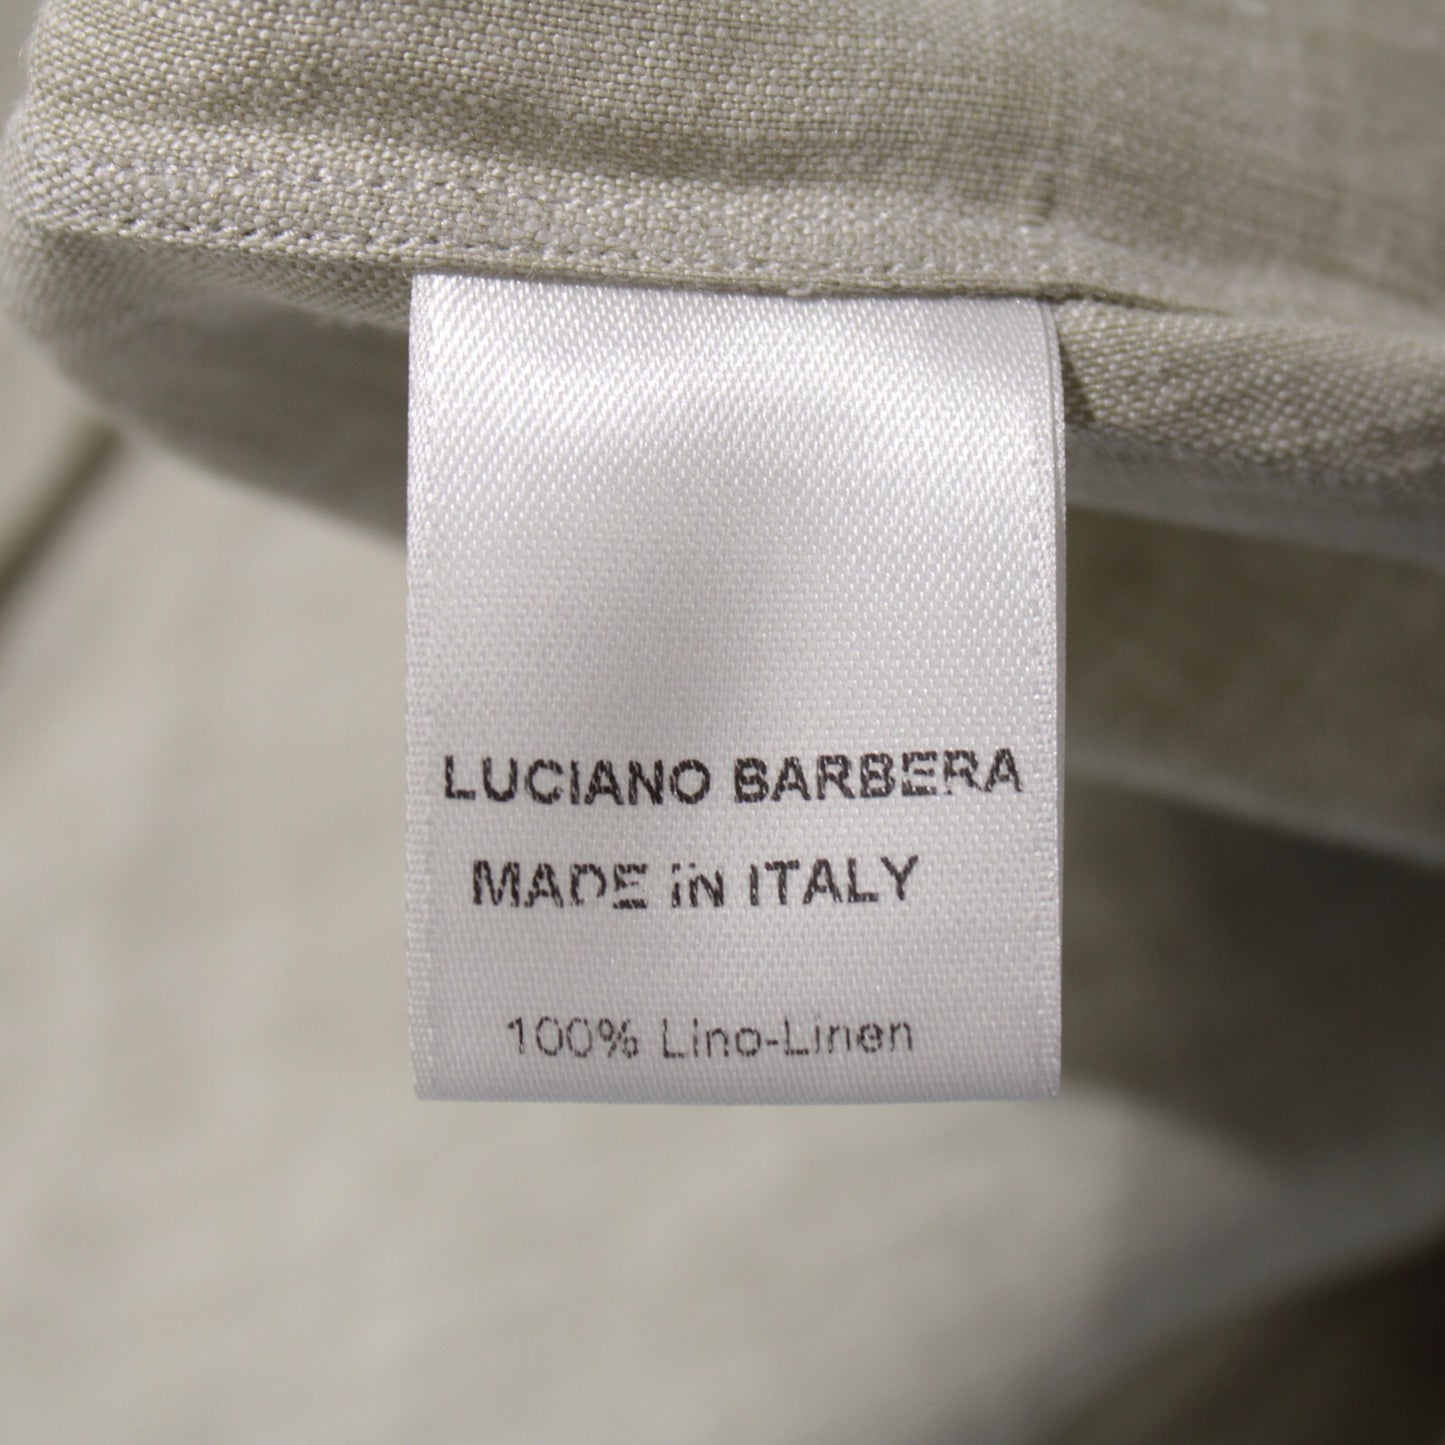 LUCIANO BARBERA
MADE IN ITALY
100% Lino-Linen